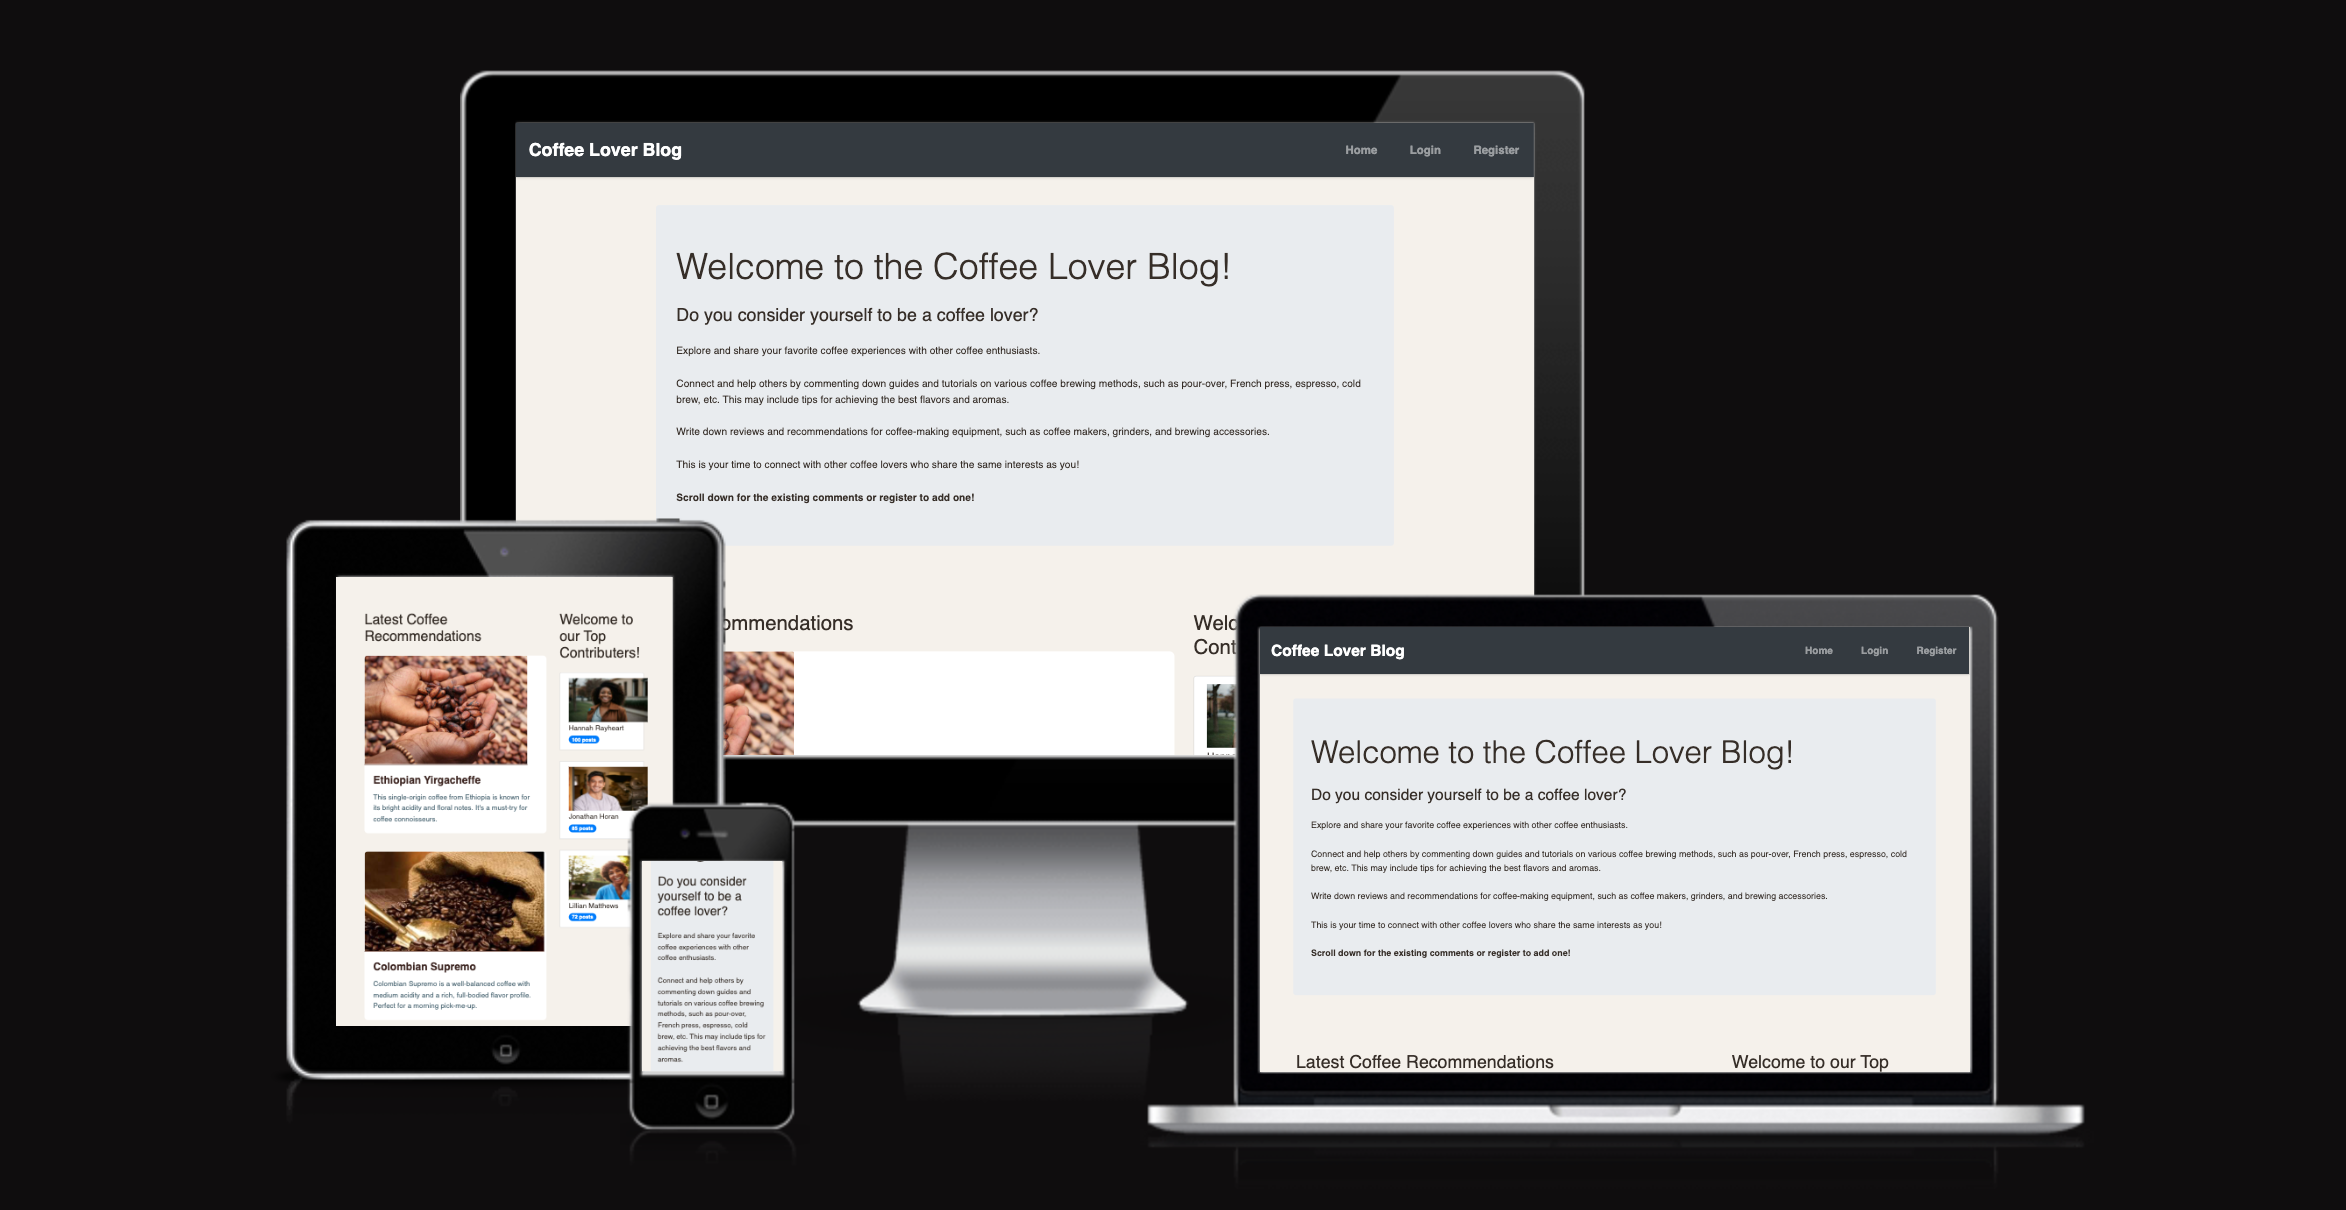 Coffee Lover Blog
Home Login Register
Welcome to the Coffee Lover Blog!
Do you consider yourself to be a coffee lover?
Explore and share your favorite coffee experiences with other coffee enthusiasts.
Connect and help others by commenting down guides and tutorials on various coffee brewing methods, such as pour-over, French press, espresso, cold
brew, etc. This may include tips for achieving the best flavors and aromas.
Write down reviews and recommendations for coffee-making equipment, such as coffee makers, grinders, and brewing accessories.
This is your time to connect with other coffee lovers who share the same interests as you!
Scroll down for the existing comments or register to add one!
ommendations
Welc
Cont
Latest Coffee
Recommendations
Ethiopian Yirgacheffe
This single-origin coffee from Ethiopia is known for
its bright acidity and floral notes. It's a must-try for
coffee connoisseurs.
Colombian Supremo
Colombian Supremo is a well-balanced coffee with
medium acidity and a rich, full-bodied flavor profile.
Perfect for a morning pick-me-up.
Welcome to
our Top
Contributers!
Hannah Rayheart
100 posts
Jonathan Horan
85 posts
Lillian Matthews
72 posts
Do you consider
yourself to be a
coffee lover?
Explore and share your favorite
coffee experiences with other
coffee enthusiasts.
Connect and help others by
commenting down guides and
tutorials on various coffee brewing
methods, such as pour-over,
French press, espresso, cold
brew, etc. This may include tips for
achieving the best flavors and
aromas.
Coffee Lover Blog
Home Login Register
Welcome to the Coffee Lover Blog!
Do you consider yourself to be a coffee lover?
Explore and share your favorite coffee experiences with other coffee enthusiasts.
Connect and help others by commenting down guides and tutorials on various coffee brewing methods, such as pour-over, French press, espresso, cold
brew, etc. This may include tips for achieving the best flavors and aromas.
Write down reviews and recommendations for coffee-making equipment, such as coffee makers, grinders, and brewing accessories.
This is your time to connect with other coffee lovers who share the same interests as you!
Scroll down for the existing comments or register to add one!
Latest Coffee Recommendations
Welcome to our Top